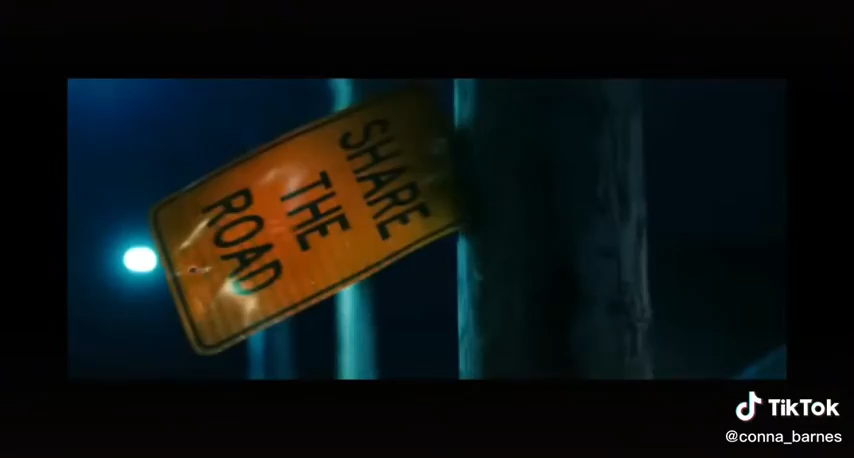 SHARE
THE
ROAD
TikTok
@conna_barnes